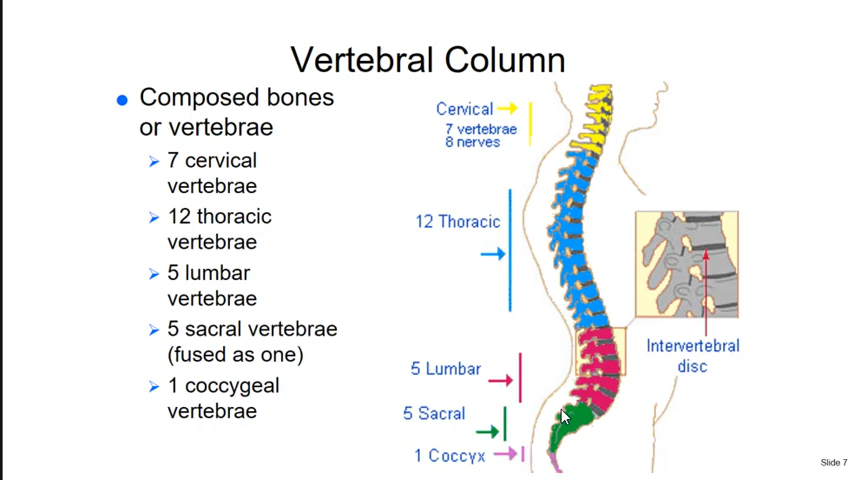 Vertebral Column
Composed bones
or vertebrae
7 cervical
vertebrae
12 thoracic
vertebrae
5 lumbar
vertebrae
5 sacral vertebrae
(fused as one)
1 coccygeal
vertebrae
Cervical
7 vertebrae
8 nerves
12 Thoracic
5 Lumbar
5 Sacral
1 Coccyx
Intervertebral
disc
Slide 7